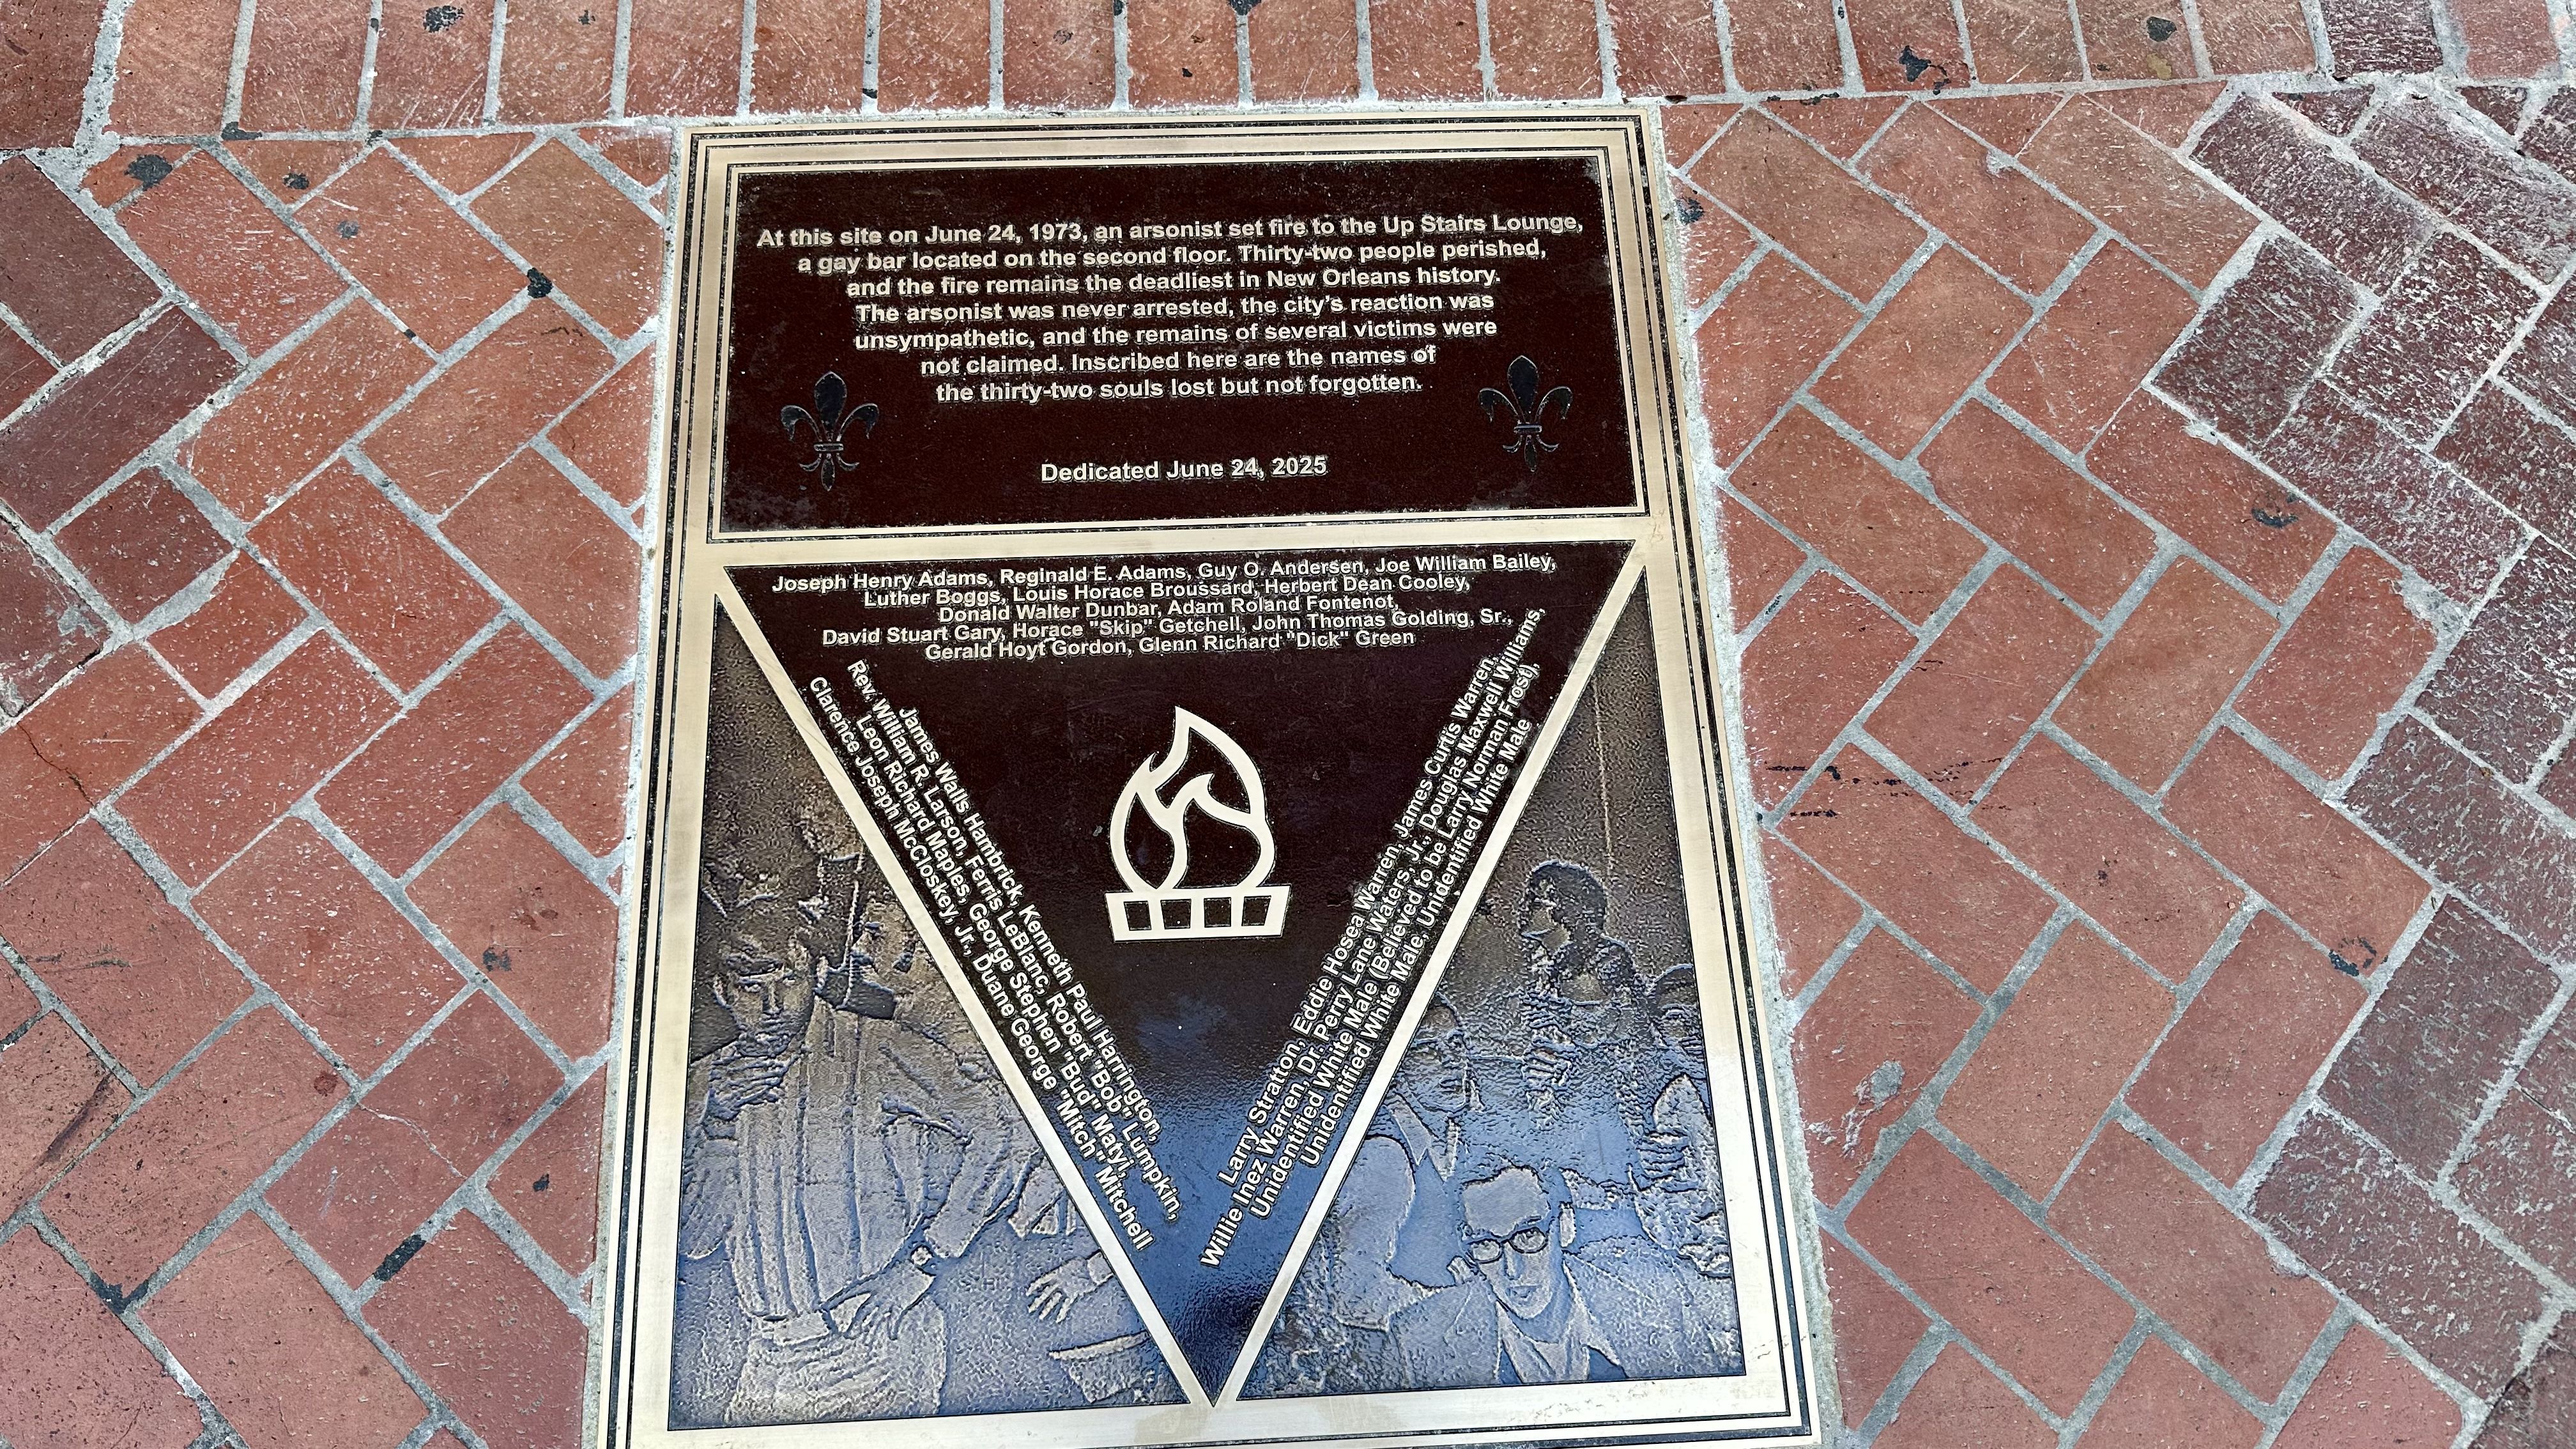 At this site on June 24, 1973, an arsonist set fire to the Up Stairs Lounge,
a gay bar located on the second floor. Thirty-two people perished,
and the fire remains the deadliest in New Orleans history.
The arsonist was never arrested, the city's reaction was
unsympathetic, and the remains of several victims were
not claimed. Inscribed here are the names of
the thirty-two souls lost but not forgotten.
Dedicated June 24, 2025
Joseph Henry Adams, Reginald E. Adams, Guy O. Andersen, Joe William Bailey,
Luther Boggs, Louis Horace Broussard, Herbert Dean Cooley,
Donald Walter Dunbar, Adam Roland Fontenot,
David Stuart Gary, Horace "Skip" Getchell, John Thomas Golding, Sr.,
Gerald Hoyt Gordon, Glenn Richard "Dick" Green
James Walls Hambrick, Kenneth Paul Harrington,
Rev. William R. Larson, Ferris LeBlanc, Robert "Bob" Lumpkin,
Leon Richard Maples, George Stephen "Bud" Matyi,
Clarence Joseph McCloskey, Jr., Duane George "Mitch" Mitchell
Larry Stratton, Eddie Hosea Warren, James Curtis Warren,
Willie Inez Warren, Dr. Perry Lane Waters, Jr., Douglas Maxwell Williams,
Unidentified White Male (Believed to be Larry Norman Frost),
Unidentified White Male, Unidentified White Male